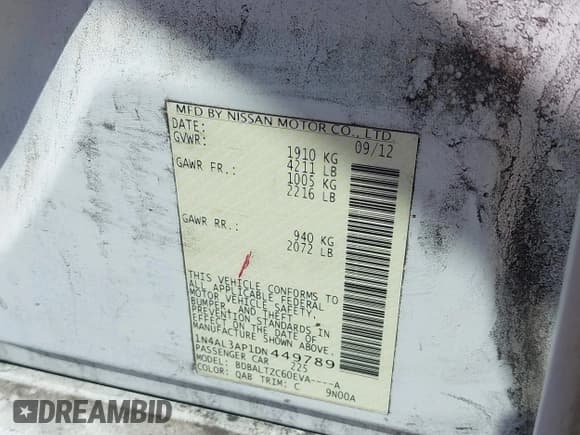 MFD BY NISSAN MOTOR CO., LTD
DATE: 09/12
GVWR: 1910 KG
4211 LB
GAWR FR.: 1005 KG
2216 LB
GAWR RR.: 940 KG
2072 LB
THIS VEHICLE CONFORMS TO
ALL APPLICABLE FEDERAL
MOTOR VEHICLE SAFETY,
BUMPER, AND THEFT
PREVENTION STANDARDS IN
EFFECT ON THE DATE OF
MANUFACTURE SHOWN ABOVE.
1N4AL3AP1DN449789
PASSENGER CAR 225
MODEL: BDBALTZC60EVA----A
COLOR: QAB TRIM: C 9N00A
DREAMBID